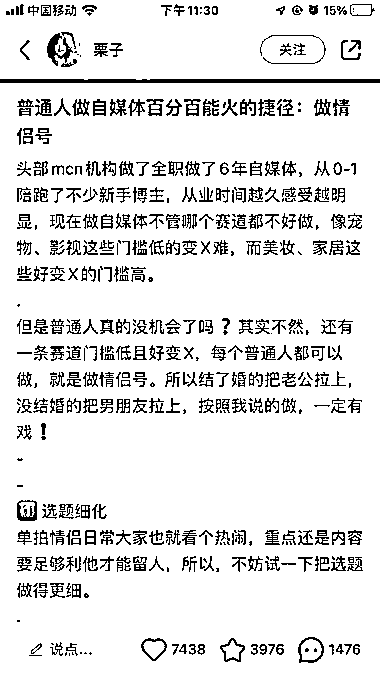 中国移动 下午11:30 15%
栗子 关注
普通人做自媒体百分百能火的捷径：做情
侣号
头部mcn机构做了全职做了6年自媒体，从0-1
陪跑了不少新手博主，从业时间越久感受越明
显，现在做自媒体不管哪个赛道都不好做，像宠
物、影视这些门槛低的变X难，而美妆、家居这
些好变X的门槛高。
.
但是普通人真的没机会了吗？其实不然，还有
一条赛道门槛低且好变X，每个普通人都可以
做，就是做情侣号。所以结了婚的把老公拉上，
没结婚的把男朋友拉上，按照我说的做，一定有
戏❗
-
-
选题细化
单拍情侣日常大家也就看个热闹，重点还是内容
要足够利他才能留人，所以，不妨试一下把选题
做得更细。
.
说点... 7438 3976 1476